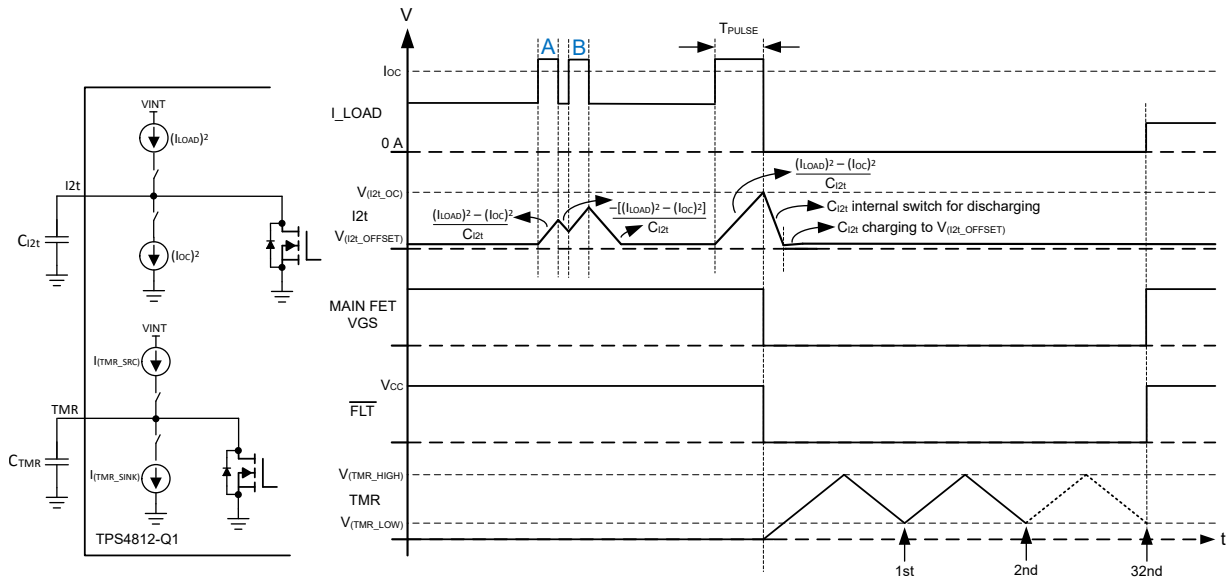 VINT
(ILOAD)²
I2t
CI2t
(IOC)²
VINT
I(TMR_SRC)
TMR
CTMR
I(TMR_SINK)
TPS4812-Q1
V
A
B
TPULSE
IOC
I_LOAD
0 A
V(I2t_OC)
I2t
V(I2t_OFFSET)
(ILOAD)² – (IOC)²
CI2t
–[(ILOAD)² – (IOC)²]
CI2t
(ILOAD)² – (IOC)²
CI2t
CI2t internal switch for discharging
CI2t charging to V(I2t_OFFSET)
MAIN FET
VGS
VCC
FLT
V(TMR_HIGH)
TMR
V(TMR_LOW)
t
1st
2nd
32nd